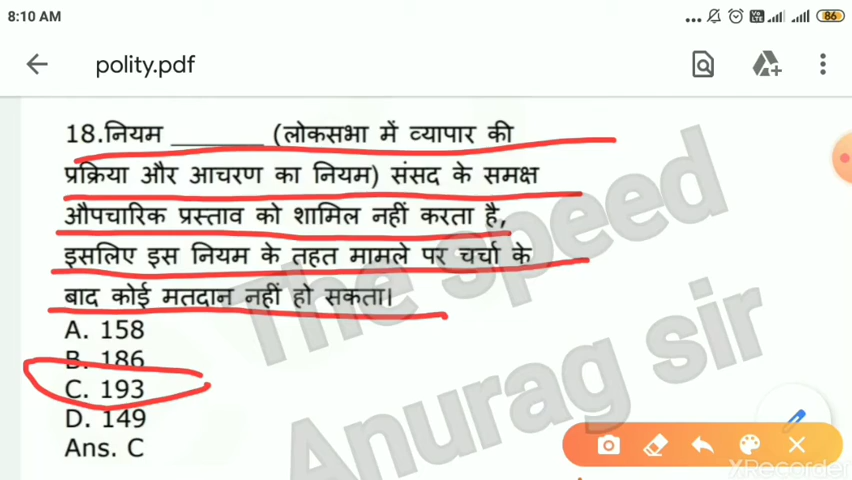 8:10 AM
... Vo LTE 86
polity.pdf
18.नियम ______ (लोकसभा में व्यापार की
प्रक्रिया और आचरण का नियम) संसद के समक्ष
औपचारिक प्रस्ताव को शामिल नहीं करता है,
इसलिए इस नियम के तहत मामले पर चर्चा के
बाद कोई मतदान नहीं हो सकता।
A. 158
B. 186
C. 193
D. 149
Ans. C
The speed
Anurag sir
XRecorder